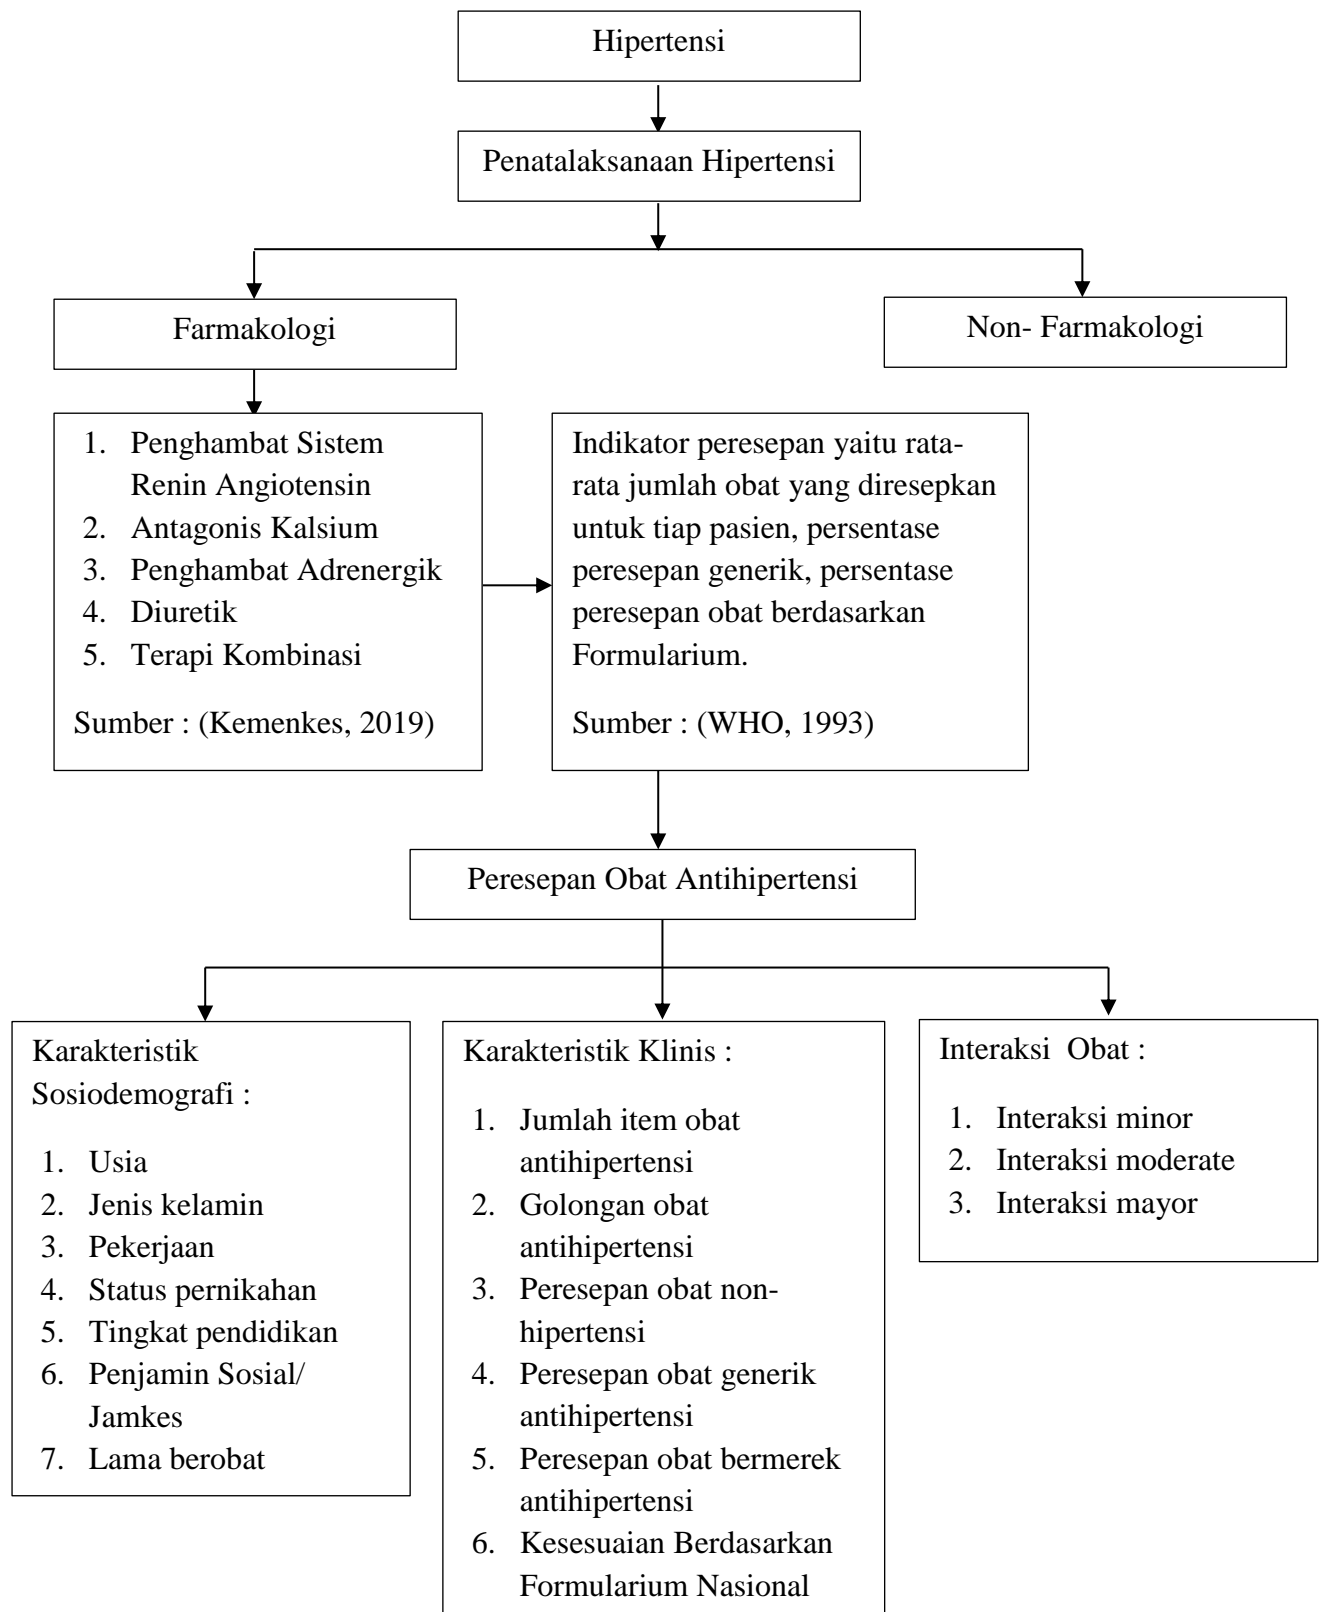 Hipertensi
Penatalaksanaan Hipertensi
Farmakologi
Non- Farmakologi
1. Penghambat Sistem
Renin Angiotensin
2. Antagonis Kalsium
3. Penghambat Adrenergik
4. Diuretik
5. Terapi Kombinasi
Sumber : (Kemenkes, 2019)
Indikator peresepan yaitu rata-
rata jumlah obat yang diresepkan
untuk tiap pasien, persentase
peresepan generik, persentase
peresepan obat berdasarkan
Formularium.
Sumber : (WHO, 1993)
Peresepan Obat Antihipertensi
Karakteristik
Sosiodemografi :
1. Usia
2. Jenis kelamin
3. Pekerjaan
4. Status pernikahan
5. Tingkat pendidikan
6. Penjamin Sosial/
Jamkes
7. Lama berobat
Karakteristik Klinis :
1. Jumlah item obat
antihipertensi
2. Golongan obat
antihipertensi
3. Peresepan obat non-
hipertensi
4. Peresepan obat generik
antihipertensi
5. Peresepan obat bermerek
antihipertensi
6. Kesesuaian Berdasarkan
Formularium Nasional
Interaksi  Obat :
1. Interaksi minor
2. Interaksi moderate
3. Interaksi mayor